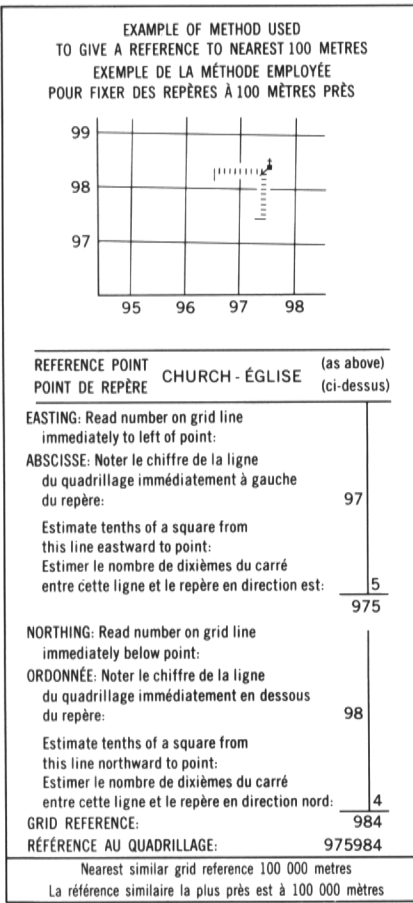 EXAMPLE OF METHOD USED
TO GIVE A REFERENCE TO NEAREST 100 METRES
EXEMPLE DE LA MÉTHODE EMPLOYÉE
POUR FIXER DES REPÈRES À 100 MÈTRES PRÈS
99
98
97
95 96 97 98
REFERENCE POINT
POINT DE REPÈRE CHURCH - ÉGLISE (as above)
(ci-dessus)
EASTING: Read number on grid line
immediately to left of point:
ABSCISSE: Noter le chiffre de la ligne
du quadrillage immédiatement à gauche
du repère: 97
Estimate tenths of a square from
this line eastward to point:
Estimer le nombre de dixièmes du carré
entre cette ligne et le repère en direction est: 5
975
NORTHING: Read number on grid line
immediately below point:
ORDONNÉE: Noter le chiffre de la ligne
du quadrillage immédiatement en dessous
du repère: 98
Estimate tenths of a square from
this line northward to point:
Estimer le nombre de dixièmes du carré
entre cette ligne et le repère en direction nord: 4
GRID REFERENCE: 984
RÉFÉRENCE AU QUADRILLAGE: 975984
Nearest similar grid reference 100 000 metres
La référence similaire la plus près est à 100 000 mètres